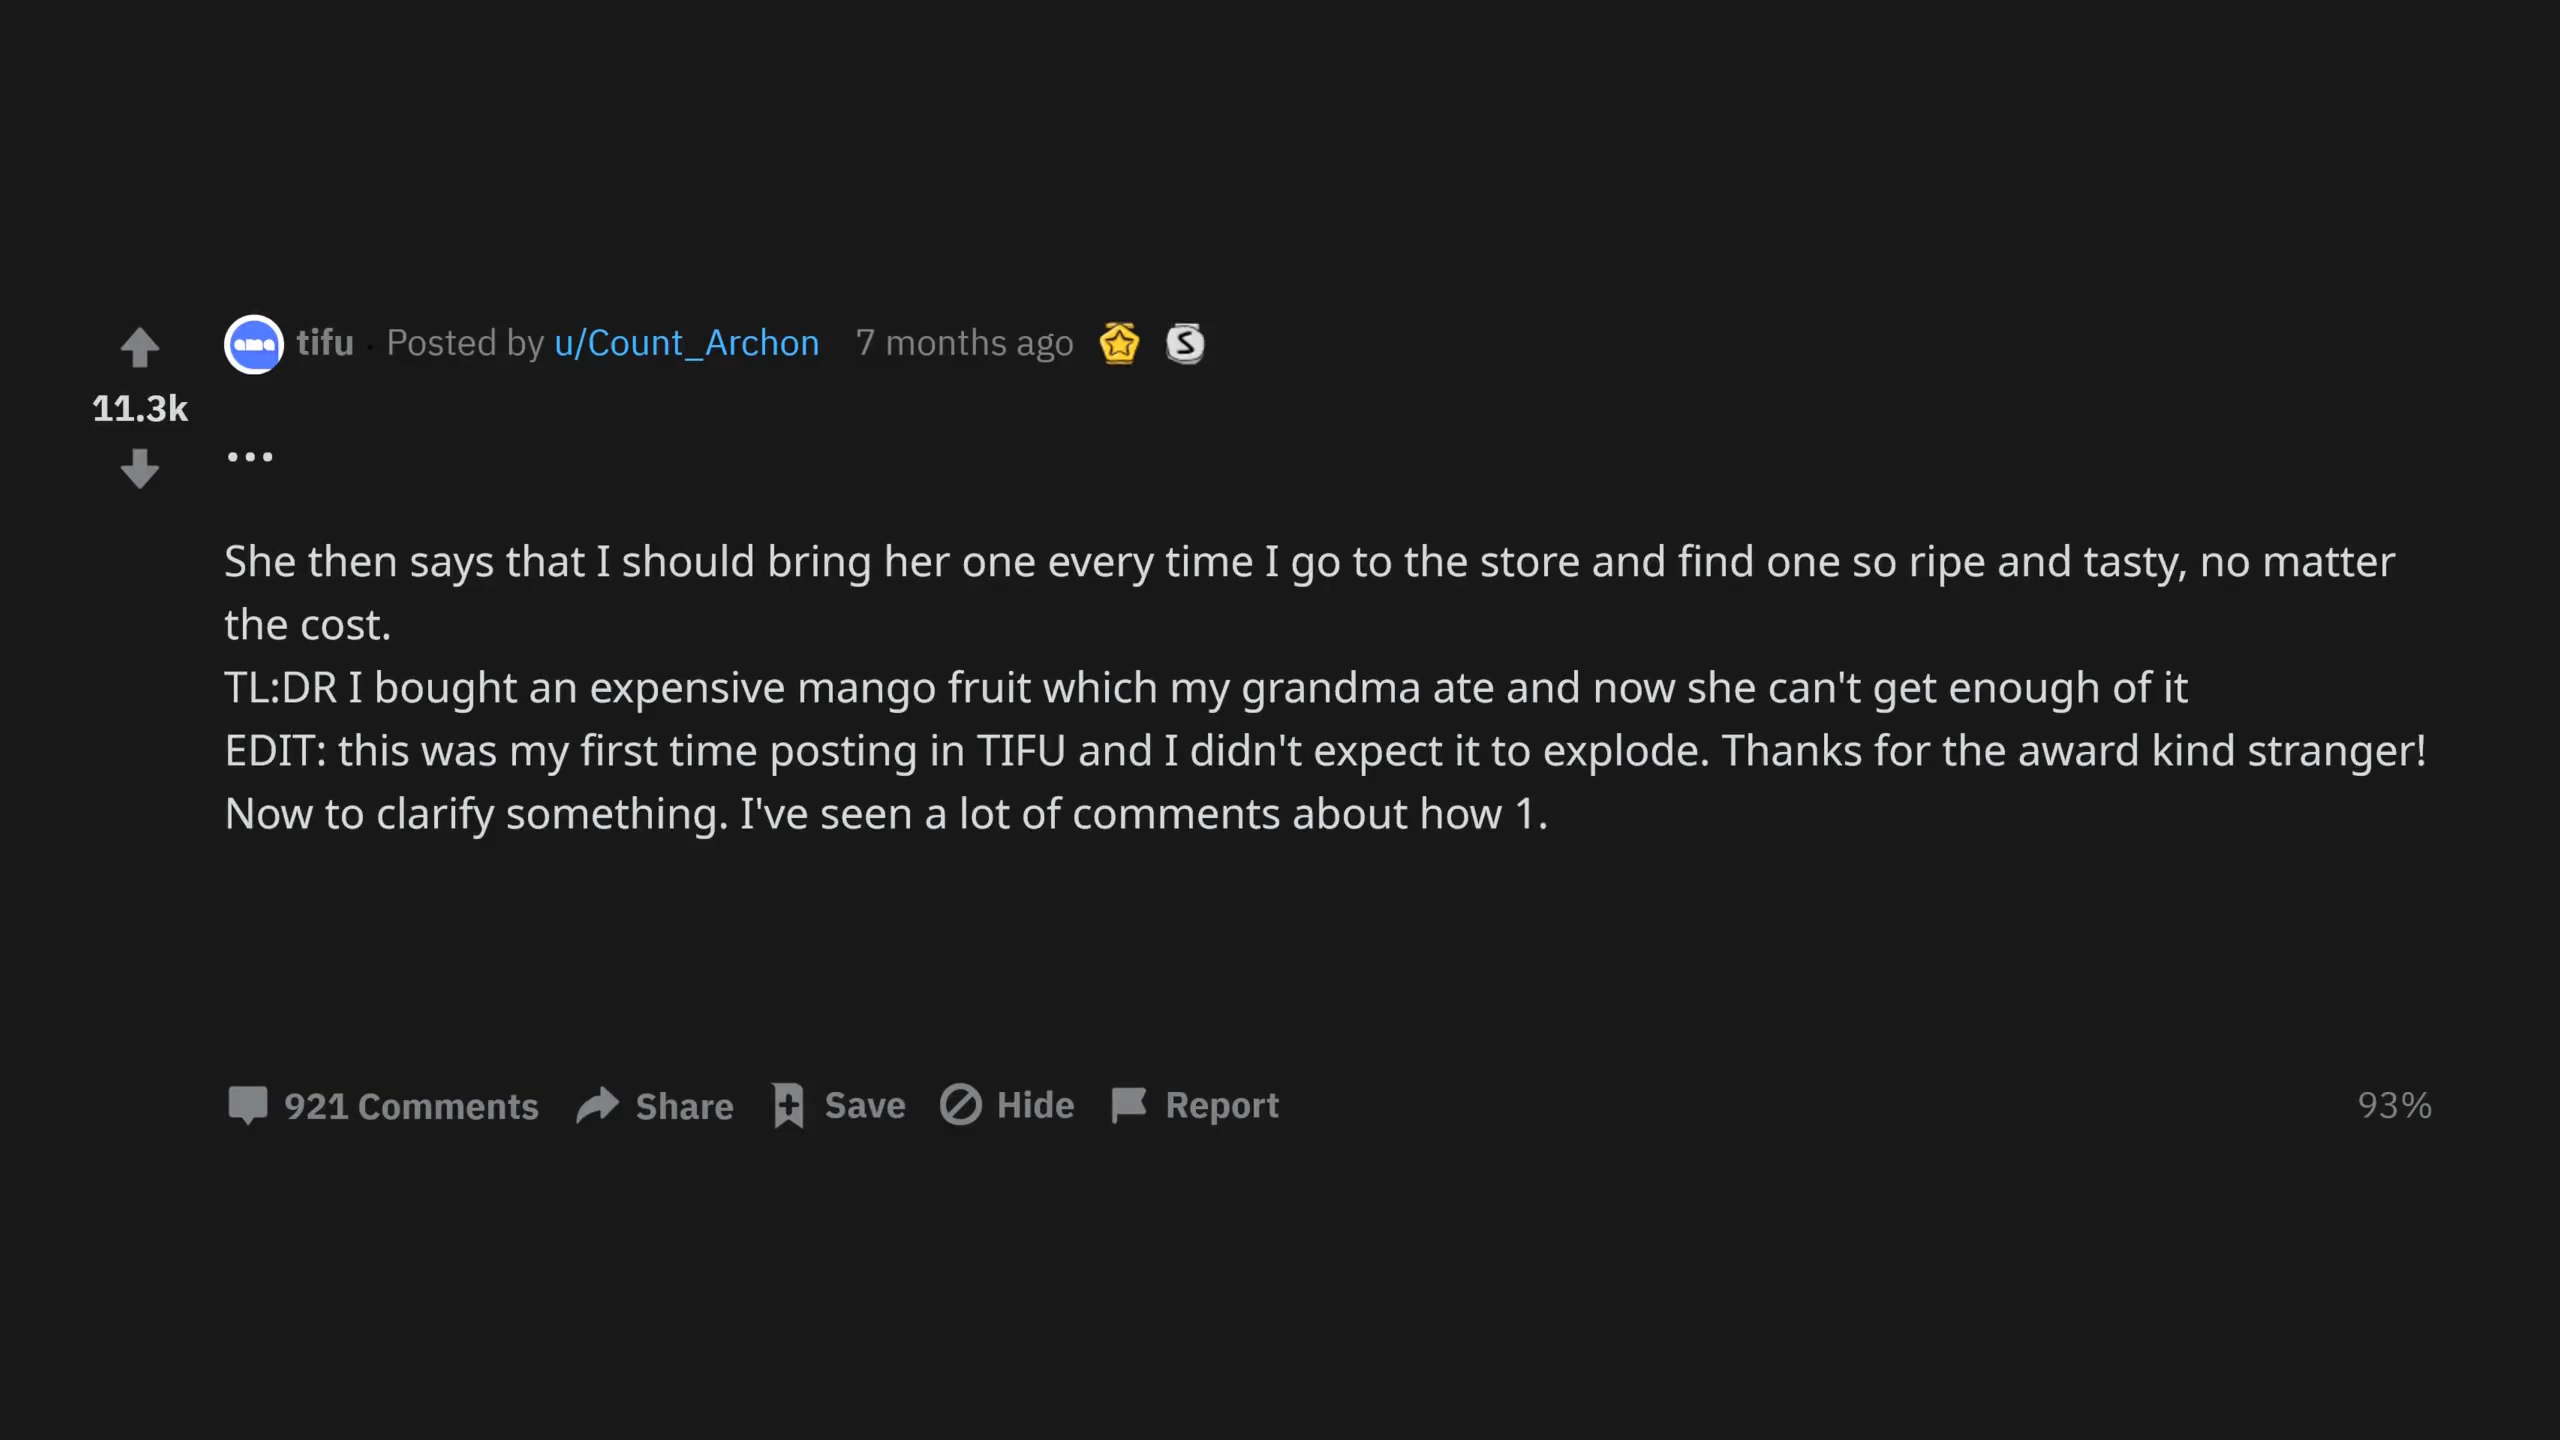 tifu · Posted by u/Count_Archon 7 months ago
11.3k
...
She then says that I should bring her one every time I go to the store and find one so ripe and tasty, no matter
the cost.
TL:DR I bought an expensive mango fruit which my grandma ate and now she can't get enough of it
EDIT: this was my first time posting in TIFU and I didn't expect it to explode. Thanks for the award kind stranger!
Now to clarify something. I've seen a lot of comments about how 1.
921 Comments Share Save Hide Report 93%